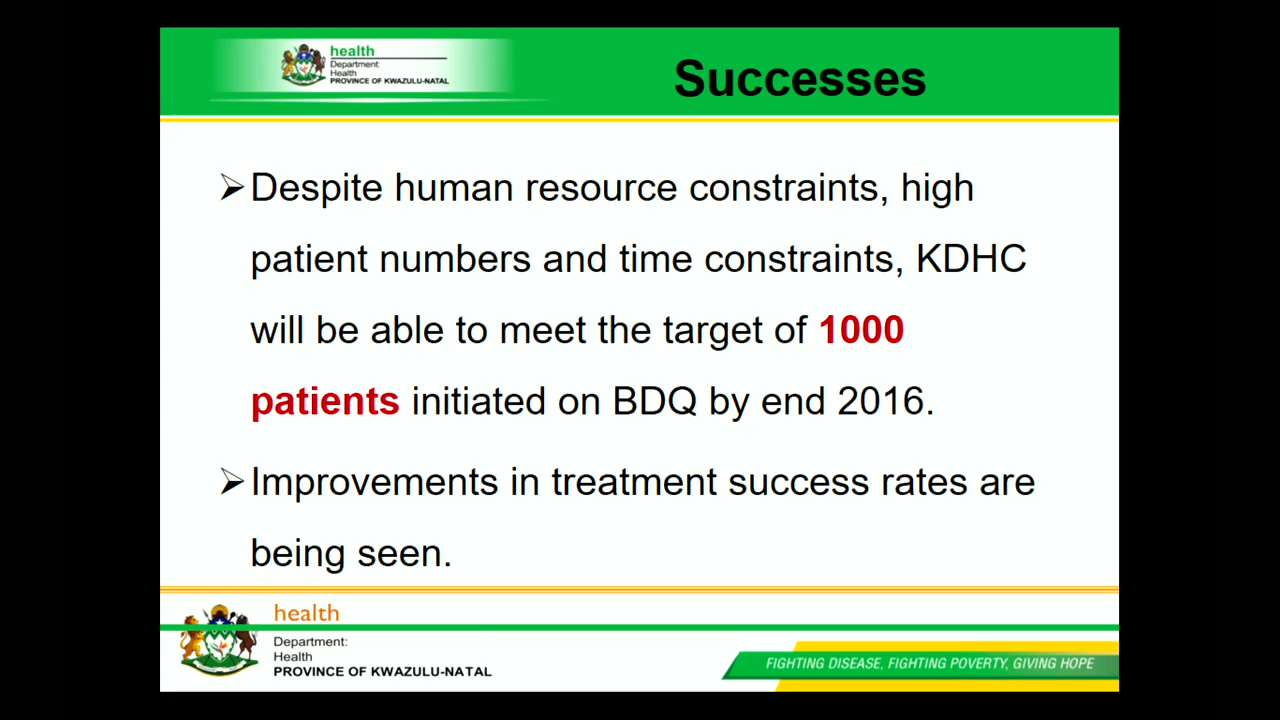 health
Department:
Health
PROVINCE OF KWAZULU-NATAL
Successes
➢Despite human resource constraints, high
patient numbers and time constraints, KDHC
will be able to meet the target of 1000
patients initiated on BDQ by end 2016.
➢Improvements in treatment success rates are
being seen.
health
Department:
Health
PROVINCE OF KWAZULU-NATAL
FIGHTING DISEASE, FIGHTING POVERTY, GIVING HOPE